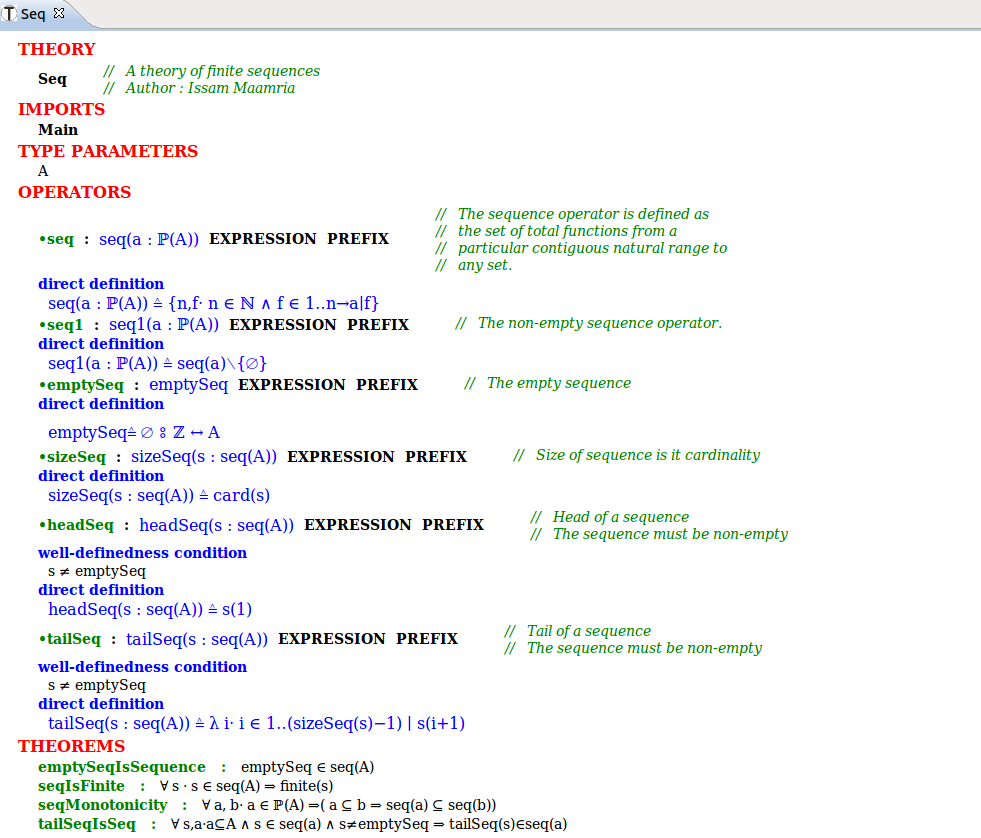 Seq
THEORY
Seq // A theory of finite sequences
// Author : Issam Maamria
IMPORTS
Main
TYPE PARAMETERS
A
OPERATORS
•seq : seq(a : ℙ(A)) EXPRESSION PREFIX
// The sequence operator is defined as
// the set of total functions from a
// particular contiguous natural range to
// any set.
direct definition
seq(a : ℙ(A)) ≙ {n,f· n ∈ ℕ ∧ f ∈ 1‥n→a∣f}
•seq1 : seq1(a : ℙ(A)) EXPRESSION PREFIX // The non-empty sequence operator.
direct definition
seq1(a : ℙ(A)) ≙ seq(a)∖{∅}
•emptySeq : emptySeq EXPRESSION PREFIX // The empty sequence
direct definition
emptySeq≙ ∅ ⦂ ℤ ↔ A
•sizeSeq : sizeSeq(s : seq(A)) EXPRESSION PREFIX // Size of sequence is it cardinality
direct definition
sizeSeq(s : seq(A)) ≙ card(s)
•headSeq : headSeq(s : seq(A)) EXPRESSION PREFIX // Head of a sequence
// The sequence must be non-empty
well-definedness condition
s ≠ emptySeq
direct definition
headSeq(s : seq(A)) ≙ s(1)
•tailSeq : tailSeq(s : seq(A)) EXPRESSION PREFIX // Tail of a sequence
// The sequence must be non-empty
well-definedness condition
s ≠ emptySeq
direct definition
tailSeq(s : seq(A)) ≙ λ i· i ∈ 1‥(sizeSeq(s)−1) ∣ s(i+1)
THEOREMS
emptySeqIsSequence : emptySeq ∈ seq(A)
seqIsFinite : ∀ s · s ∈ seq(A) ⇒ finite(s)
seqMonotonicity : ∀ a, b· a ∈ ℙ(A) ⇒( a ⊆ b ⇒ seq(a) ⊆ seq(b))
tailSeqIsSeq : ∀ s,a·a⊆A ∧ s ∈ seq(a) ∧ s≠emptySeq ⇒ tailSeq(s)∈seq(a)